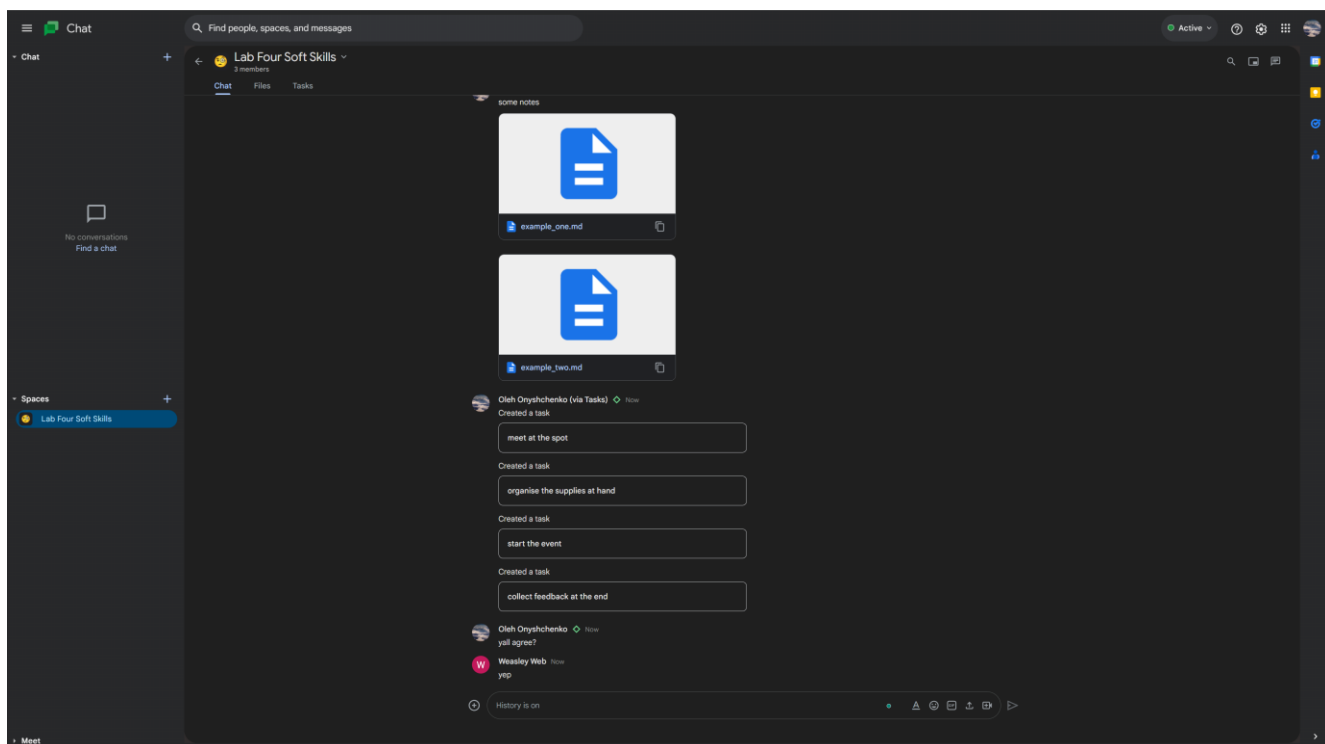 Chat
Find people, spaces, and messages
Active
Chat
No conversations
Find a chat
Spaces
Lab Four Soft Skills
Meet
Lab Four Soft Skills
3 members
Chat Files Tasks
some notes
example_one.md
example_two.md
Oleh Onyshchenko (via Tasks) Now
Created a task
meet at the spot
Created a task
organise the supplies at hand
Created a task
start the event
Created a task
collect feedback at the end
Oleh Onyshchenko Now
yall agree?
W
Weasley Web Now
yep
History is on